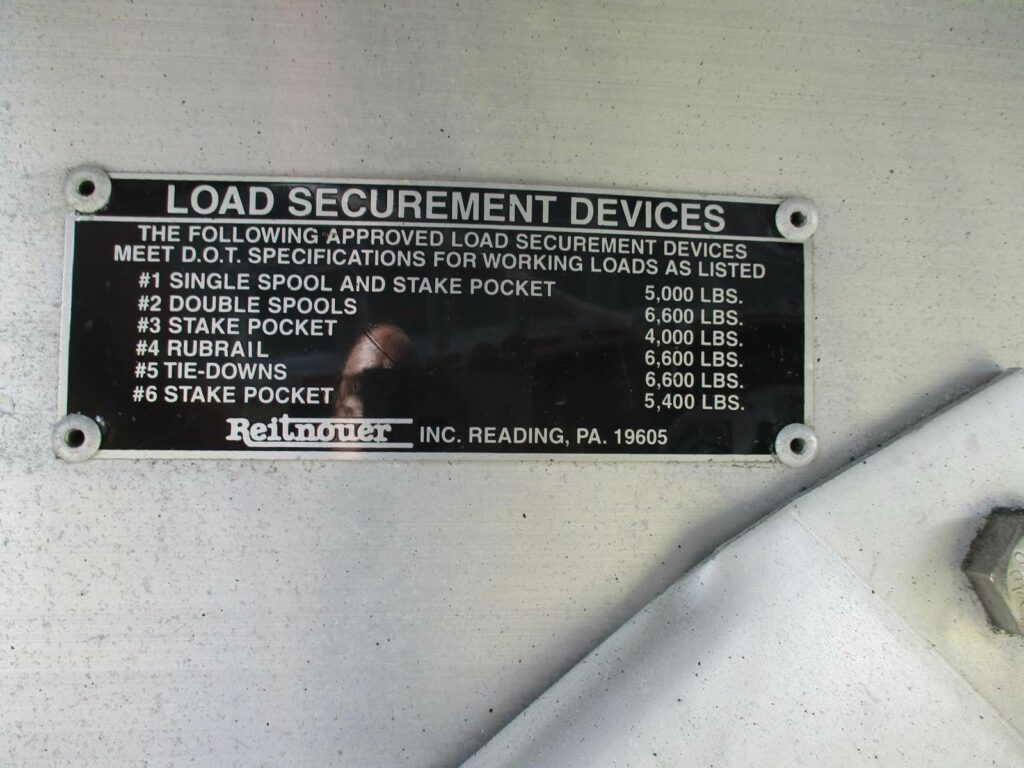 LOAD SECUREMENT DEVICES
THE FOLLOWING APPROVED LOAD SECUREMENT DEVICES
MEET D.O.T. SPECIFICATIONS FOR WORKING LOADS AS LISTED
#1 SINGLE SPOOL AND STAKE POCKET 5,000 LBS.
#2 DOUBLE SPOOLS 6,600 LBS.
#3 STAKE POCKET 4,000 LBS.
#4 RUBRAIL 6,600 LBS.
#5 TIE-DOWNS 6,600 LBS.
#6 STAKE POCKET 5,400 LBS.
Reitnouer INC. READING, PA. 19605